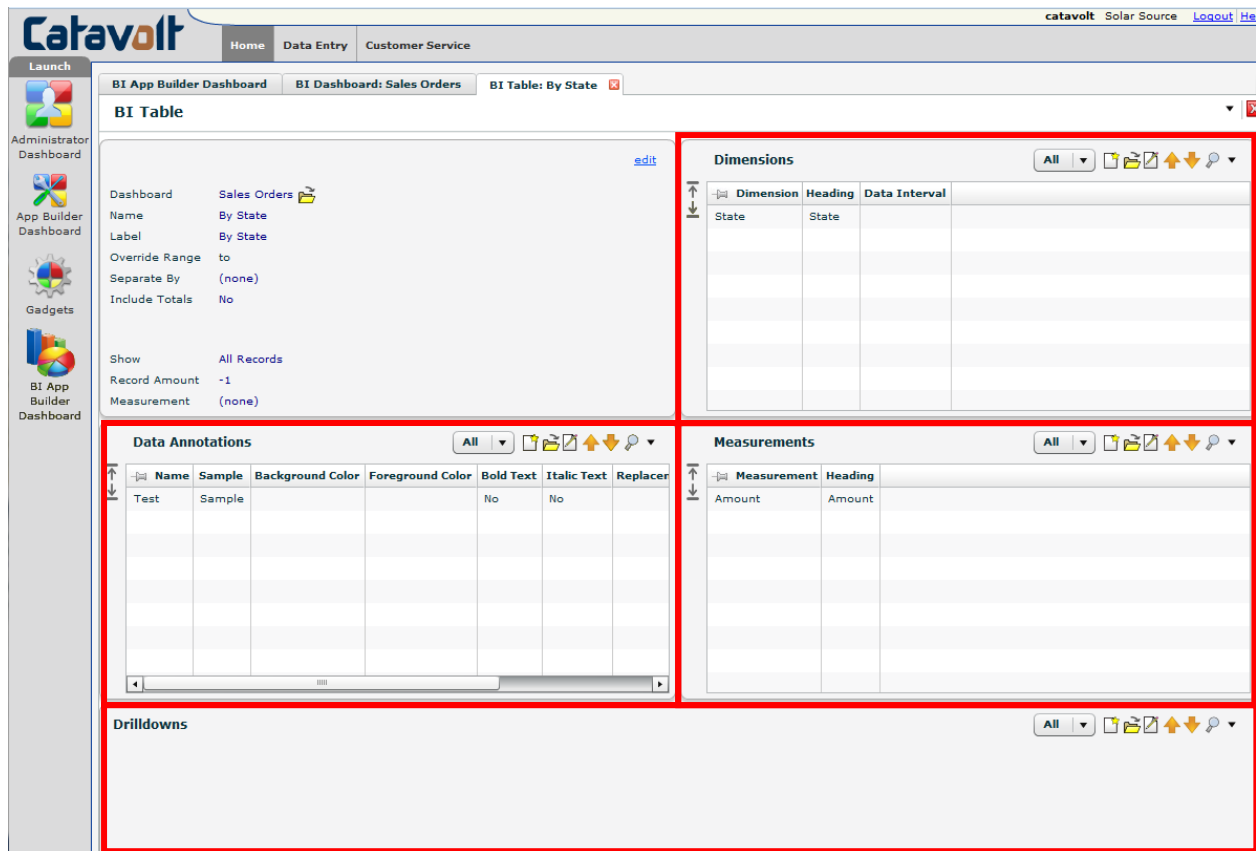 catavolt Solar Source Logout He
Catavolt
Home Data Entry Customer Service
Launch
Administrator
Dashboard
App Builder
Dashboard
Gadgets
BI App
Builder
Dashboard
BI App Builder Dashboard BI Dashboard: Sales Orders BI Table: By State
BI Table
edit
Dashboard Sales Orders
Name By State
Label By State
Override Range to
Separate By (none)
Include Totals No
Show All Records
Record Amount -1
Measurement (none)
Dimensions All
Dimension Heading Data Interval
State State
Data Annotations All
Name Sample Background Color Foreground Color Bold Text Italic Text Replacer
Test Sample No No
Measurements All
Measurement Heading
Amount Amount
Drilldowns All